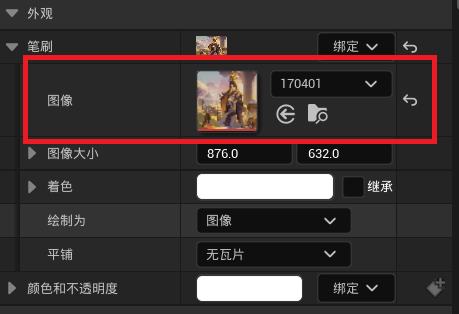 外观
笔刷
绑定
图像
170401
图像大小
876.0
632.0
着色
继承
绘制为
图像
平铺
无瓦片
颜色和不透明度
绑定